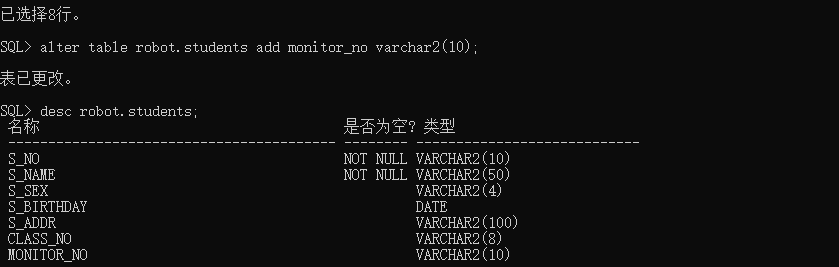 已选择8行。
SQL> alter table robot.students add monitor_no varchar2(10);
表已更改。
SQL> desc robot.students;
名称 是否为空? 类型
----------------------------------------- -------- ----------------------------
S_NO NOT NULL VARCHAR2(10)
S_NAME NOT NULL VARCHAR2(50)
S_SEX VARCHAR2(4)
S_BIRTHDAY DATE
S_ADDR VARCHAR2(100)
CLASS_NO VARCHAR2(8)
MONITOR_NO VARCHAR2(10)